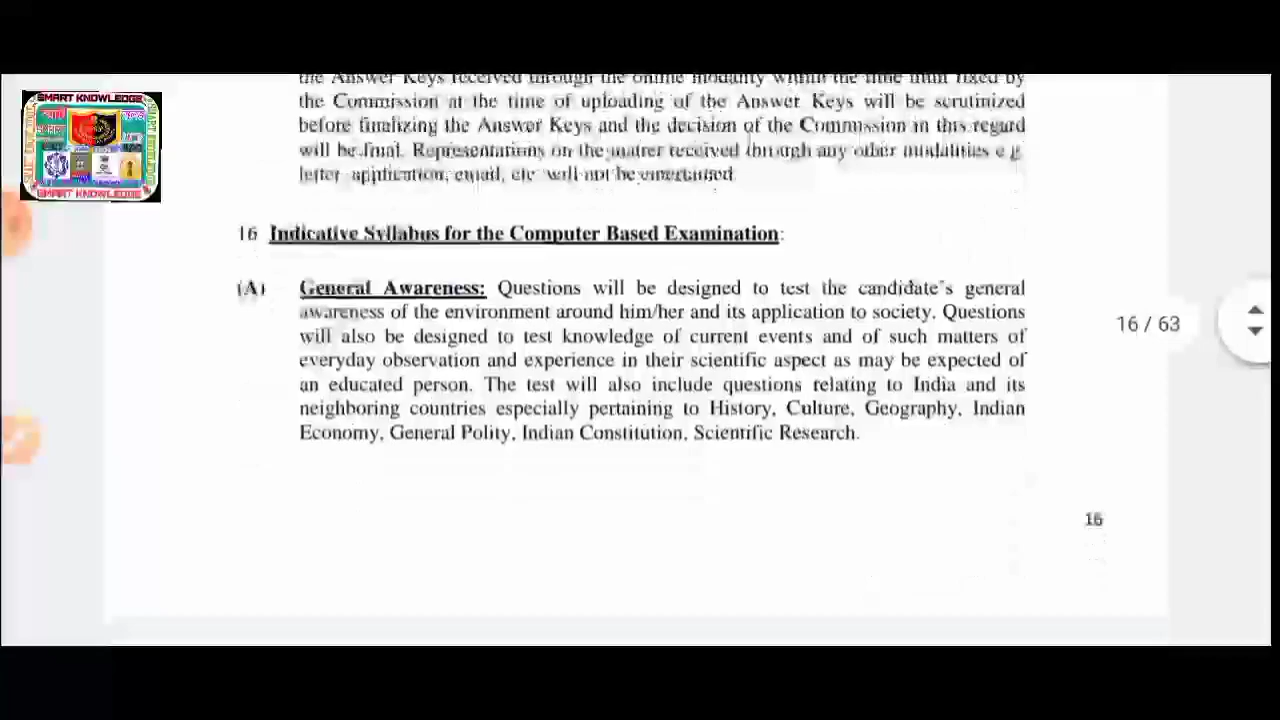 the Answer Keys received through the online modality within the time limit fixed by
the Commission at the time of uploading of the Answer Keys will be scrutinized
before finalizing the Answer Keys and the decision of the Commission in this regard
will be final. Representations on the matter received through any other modalities e.g.
letter, application, email, etc. will not be entertained.
SMART KNOWLEDGE
SMART KNOWLEDGE
16 Indicative Syllabus for the Computer Based Examination:
(A) General Awareness: Questions will be designed to test the candidate's general
awareness of the environment around him/her and its application to society. Questions
will also be designed to test knowledge of current events and of such matters of
everyday observation and experience in their scientific aspect as may be expected of
an educated person. The test will also include questions relating to India and its
neighboring countries especially pertaining to History, Culture, Geography, Indian
Economy, General Polity, Indian Constitution, Scientific Research.
16 / 63
16